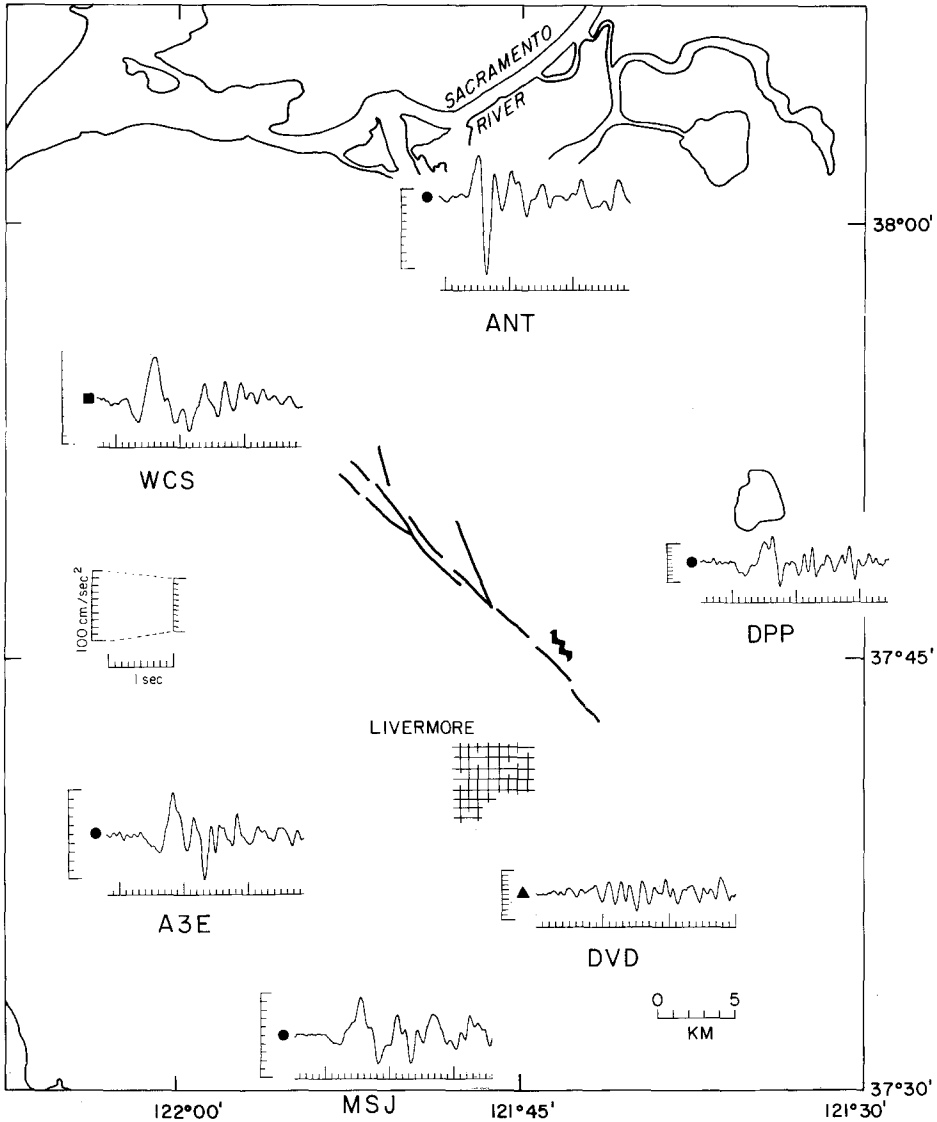 SACRAMENTO
RIVER
38°00'
ANT
WCS
DPP
100 cm/sec²
1 sec
37°45'
LIVERMORE
A3E
DVD
0 5
KM
MSJ
37°30'
122°00' 121°45' 121°30'